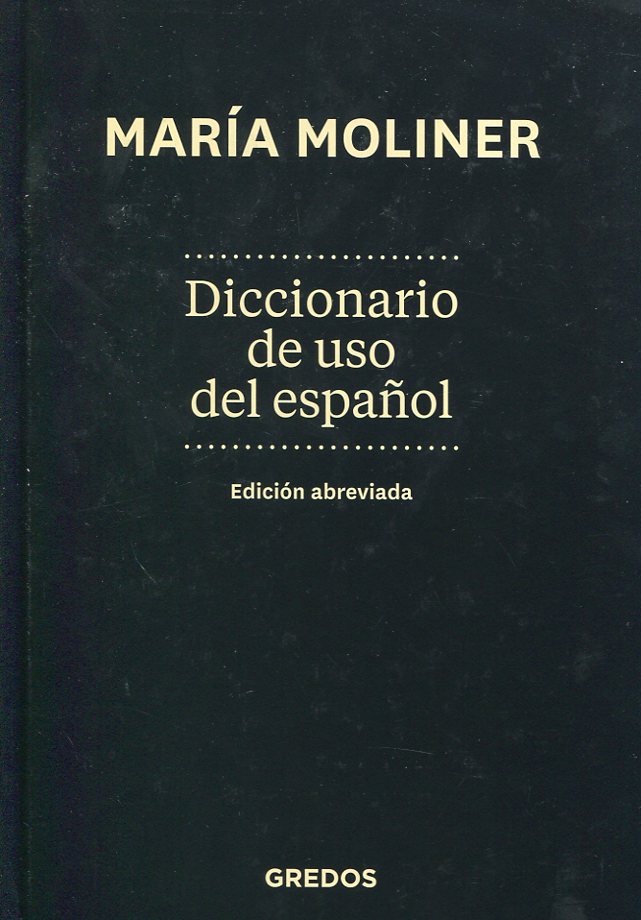 MARÍA MOLINER
Diccionario
de uso
del español
Edición abreviada
GREDOS